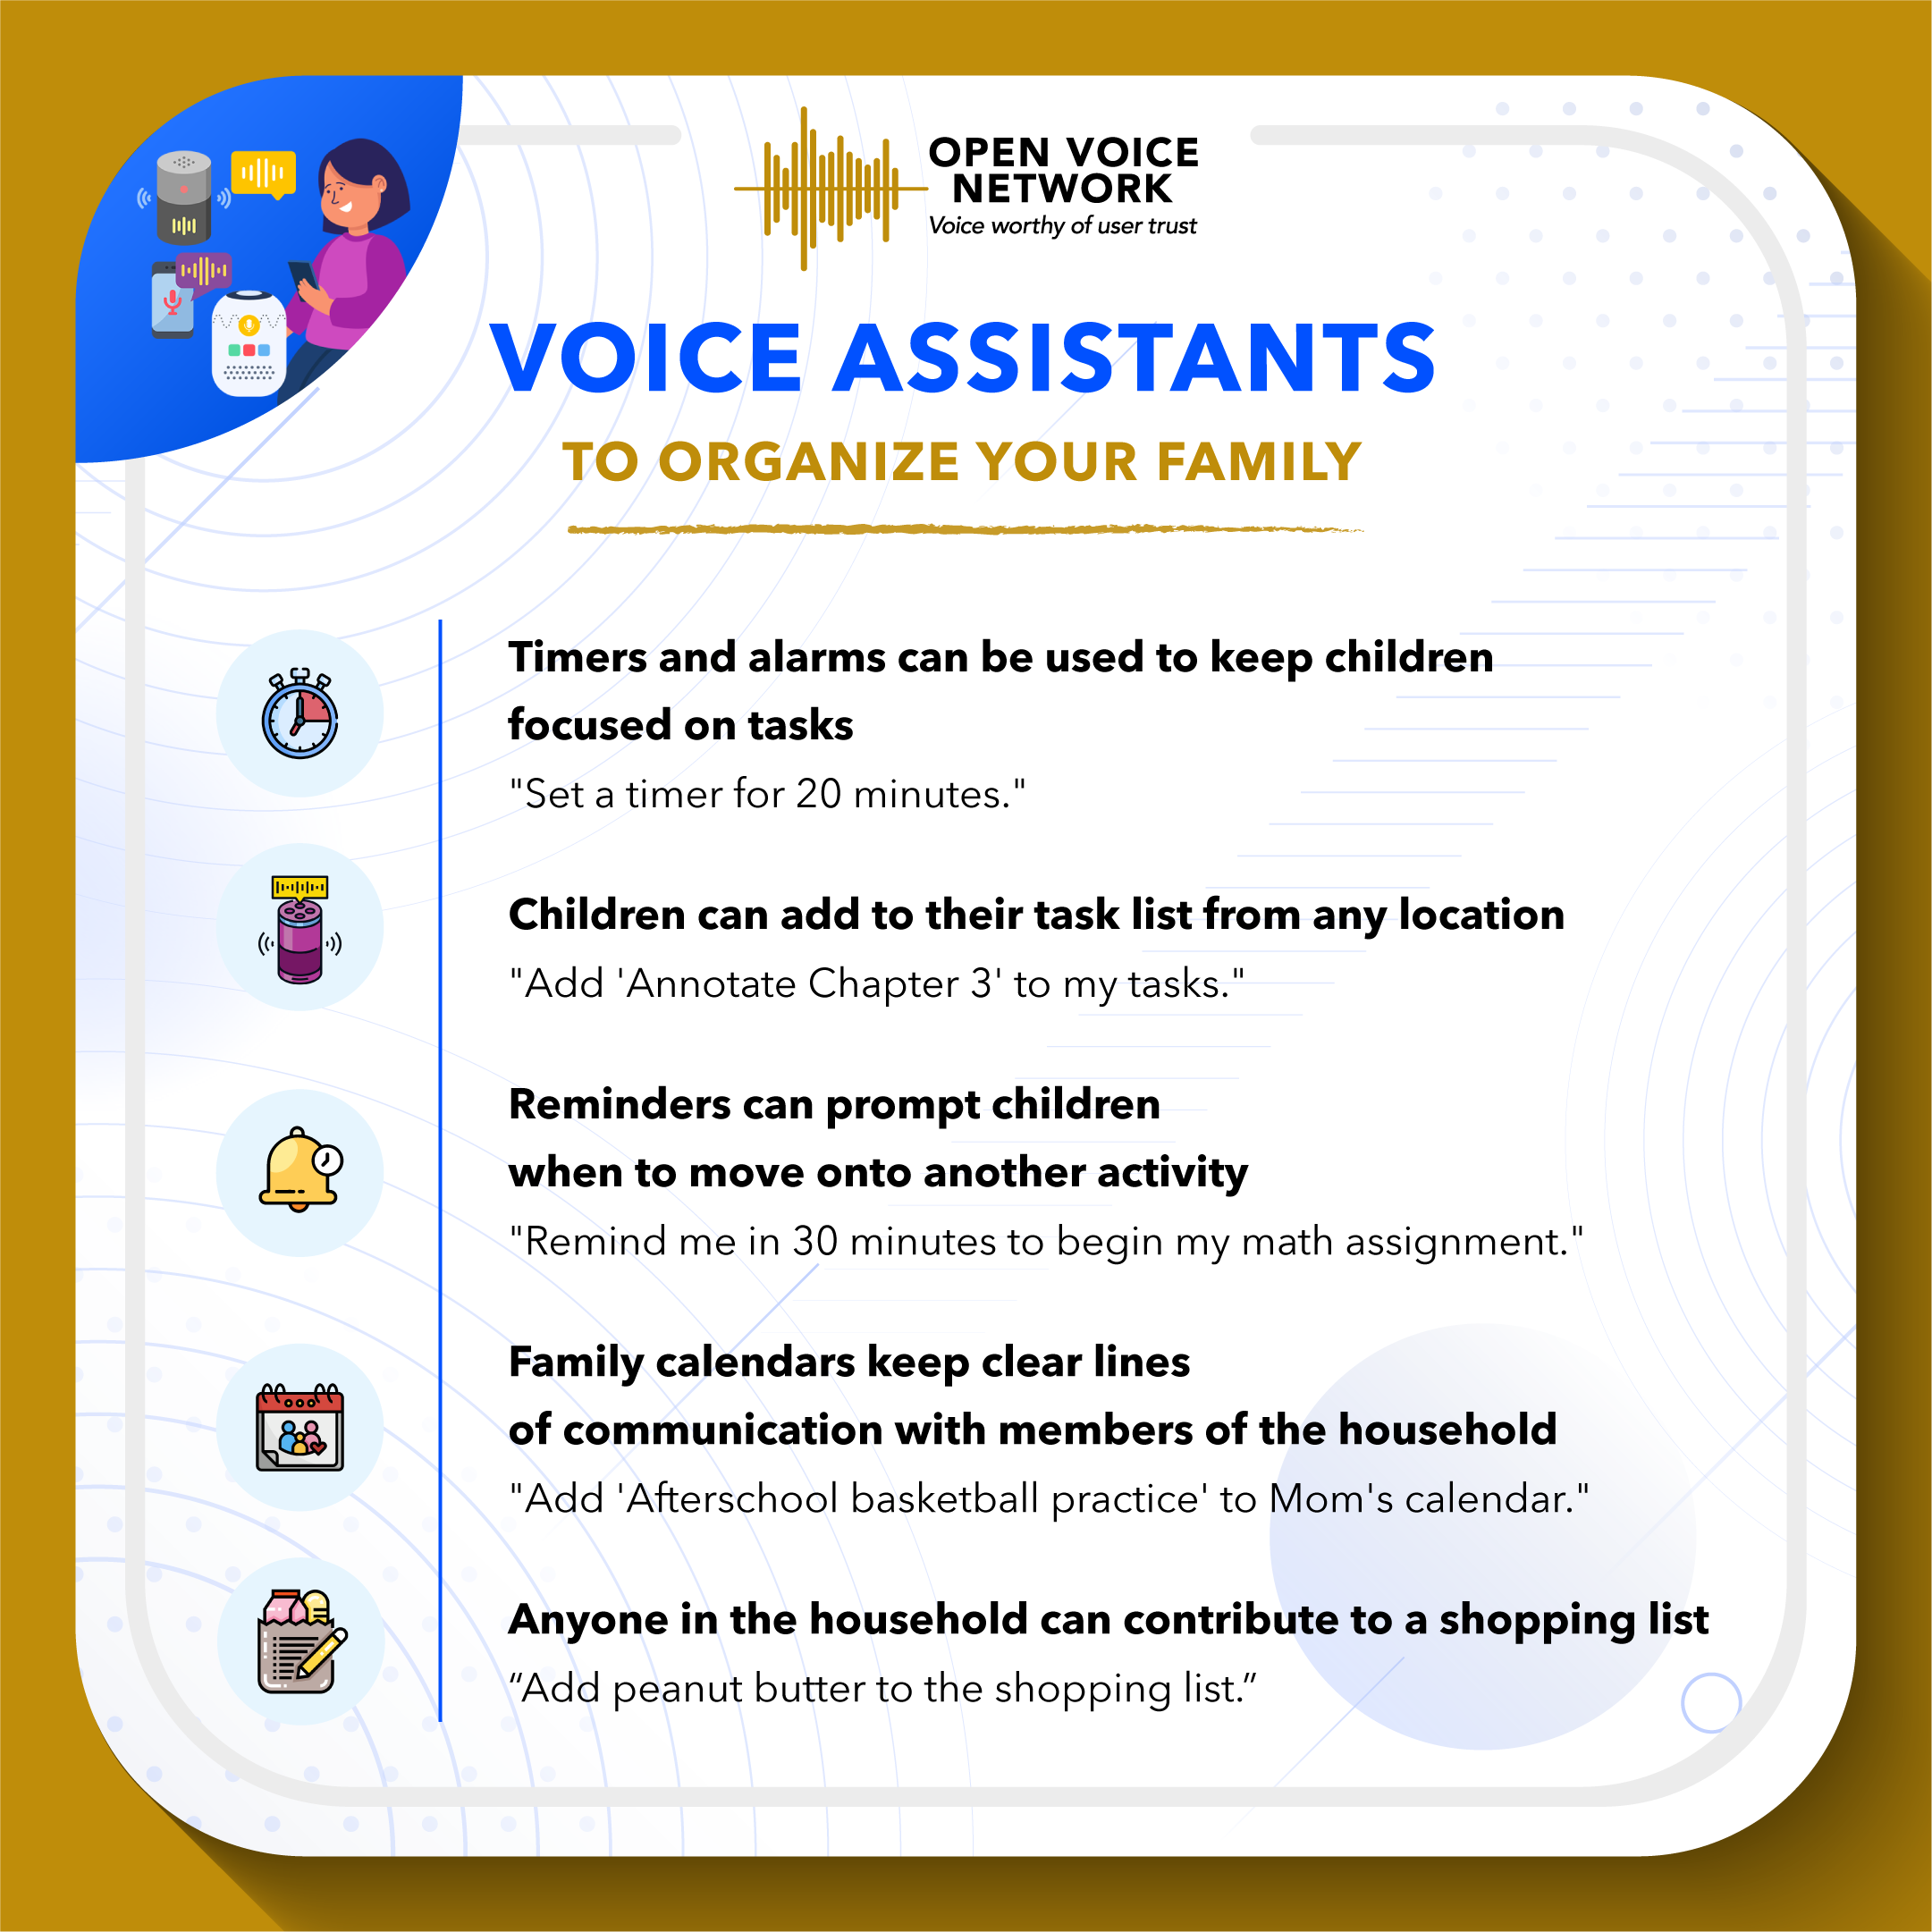 OPEN VOICE
NETWORK
Voice worthy of user trust
VOICE ASSISTANTS
TO ORGANIZE YOUR FAMILY
Timers and alarms can be used to keep children
focused on tasks
"Set a timer for 20 minutes."
Children can add to their task list from any location
"Add 'Annotate Chapter 3' to my tasks."
Reminders can prompt children
when to move onto another activity
"Remind me in 30 minutes to begin my math assignment."
Family calendars keep clear lines
of communication with members of the household
"Add 'Afterschool basketball practice' to Mom's calendar."
Anyone in the household can contribute to a shopping list
“Add peanut butter to the shopping list.”